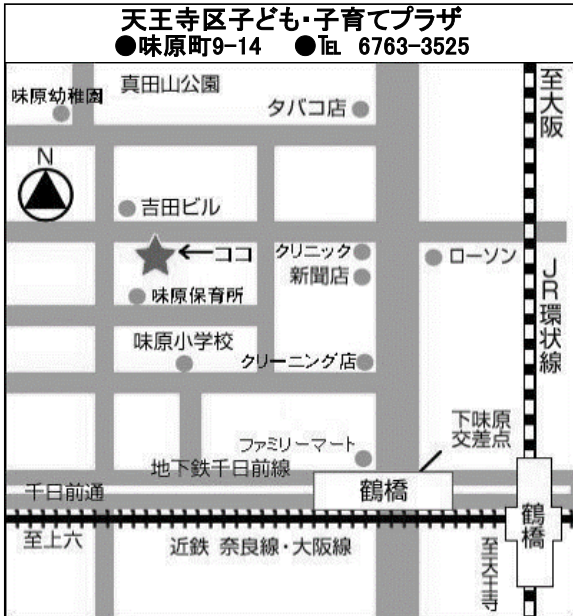 天王寺区子ども・子育てプラザ
●味原町9-14 ●℡ 6763-3525
真田山公園
味原幼稚園
タバコ店
至大阪
N
吉田ビル
←ココ
クリニック
新聞店
ローソン
JR環状線
味原保育所
味原小学校
クリーニング店
下味原
交差点
ファミリーマート
地下鉄千日前線
千日前通
鶴橋
鶴橋
至上六
近鉄 奈良線・大阪線
至天王寺